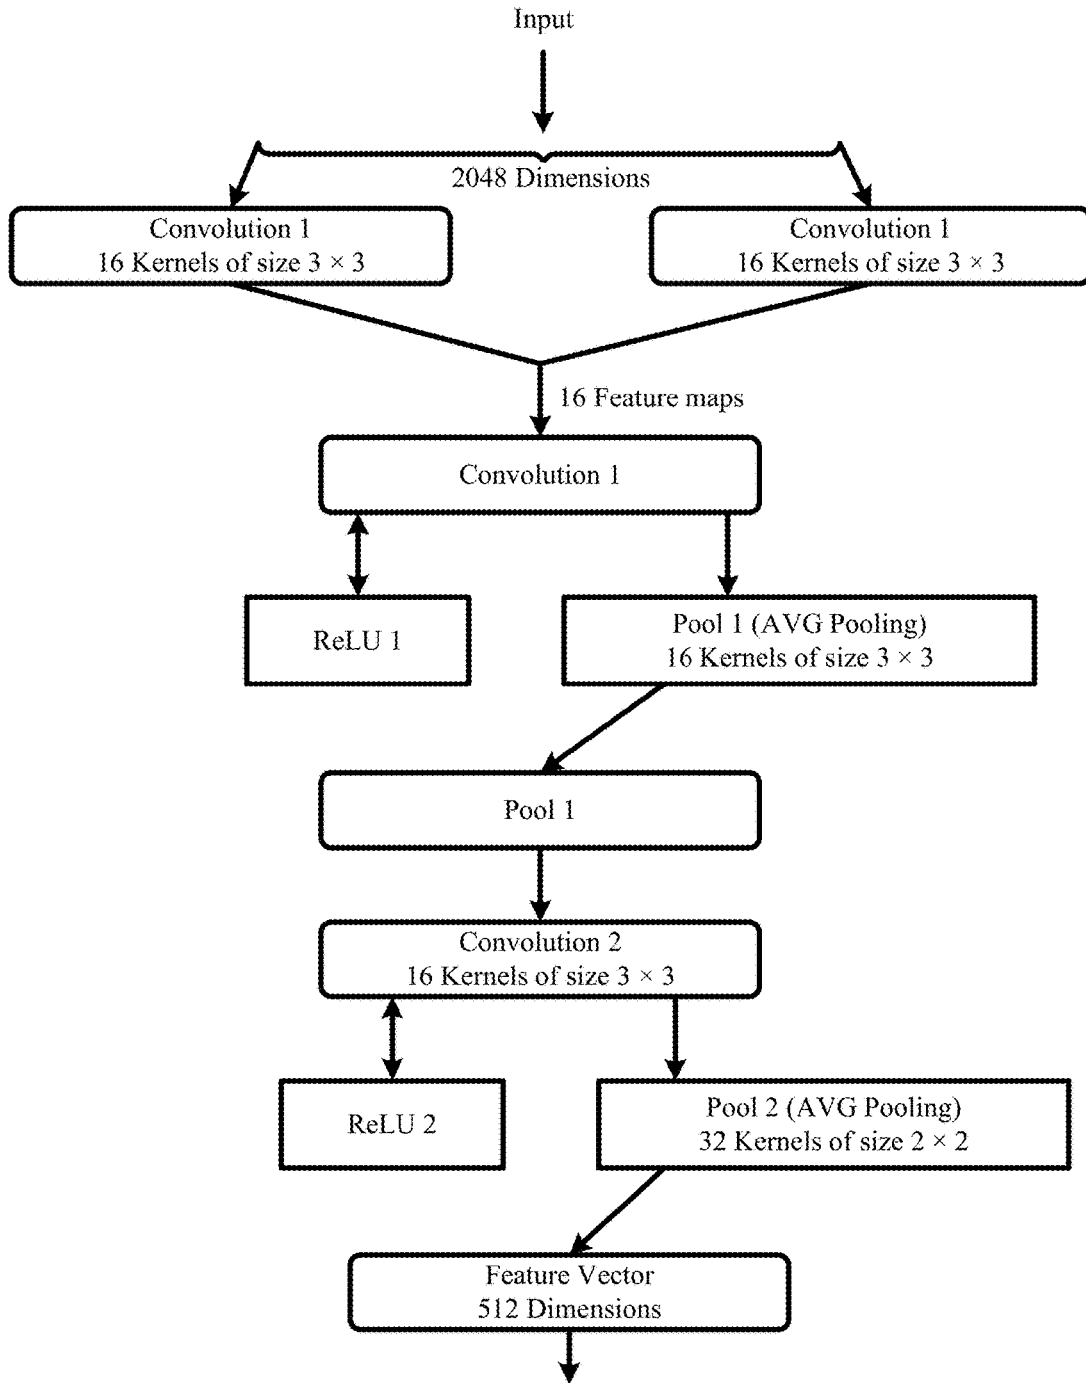 Input
2048 Dimensions
Convolution 1
16 Kernels of size 3 × 3
Convolution 1
16 Kernels of size 3 × 3
16 Feature maps
Convolution 1
ReLU 1
Pool 1 (AVG Pooling)
16 Kernels of size 3 × 3
Pool 1
Convolution 2
16 Kernels of size 3 × 3
ReLU 2
Pool 2 (AVG Pooling)
32 Kernels of size 2 × 2
Feature Vector
512 Dimensions